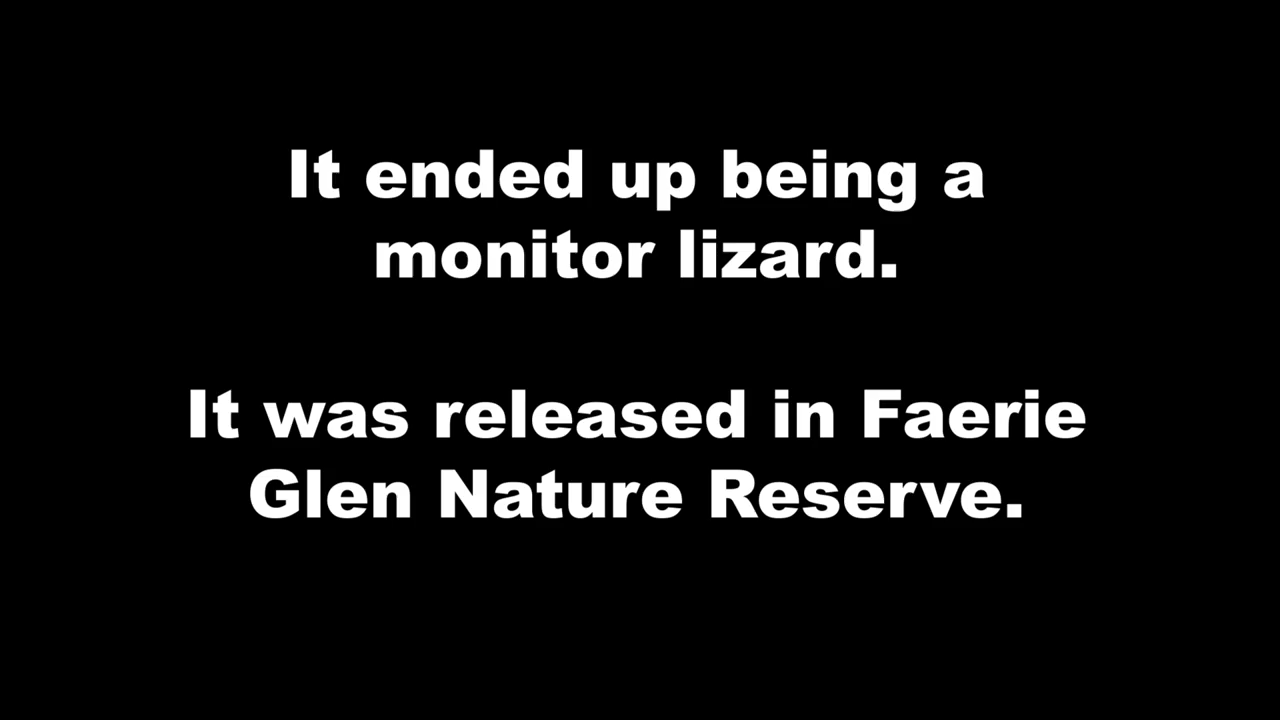 It ended up being a
monitor lizard.
It was released in Faerie
Glen Nature Reserve.